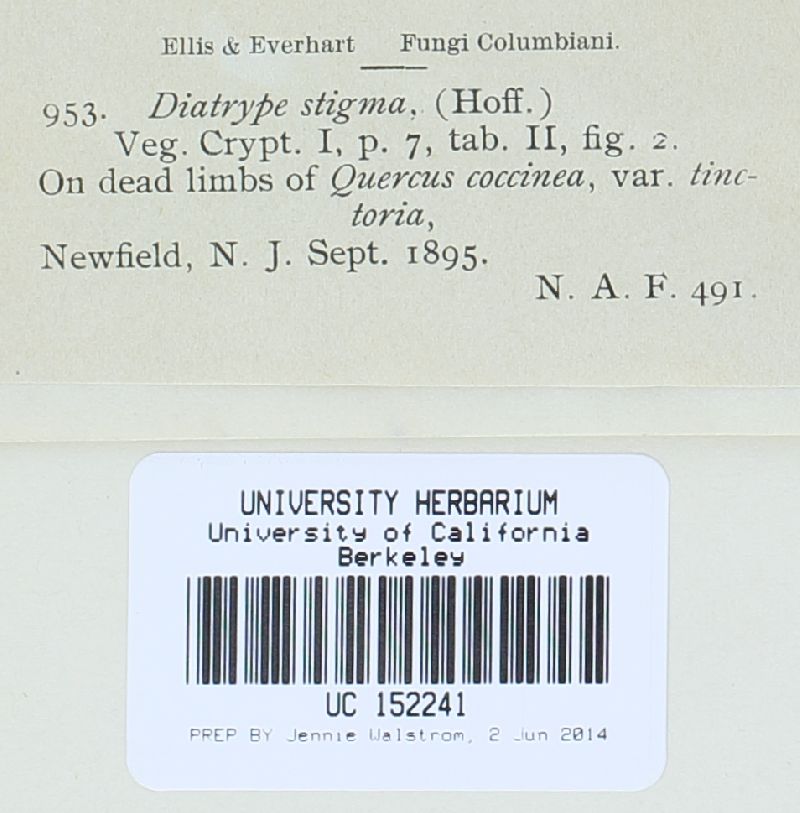 Ellis & Everhart Fungi Columbiani.
953. Diatrype stigma, (Hoff.)
Veg. Crypt. I, p. 7, tab. II, fig. 2.
On dead limbs of Quercus coccinea, var. tinc-
toria,
Newfield, N. J. Sept. 1895.
N. A. F. 491.
UNIVERSITY HERBARIUM
University of California
Berkeley
UC 152241
PREP BY Jennie Walstrom, 2 Jun 2014